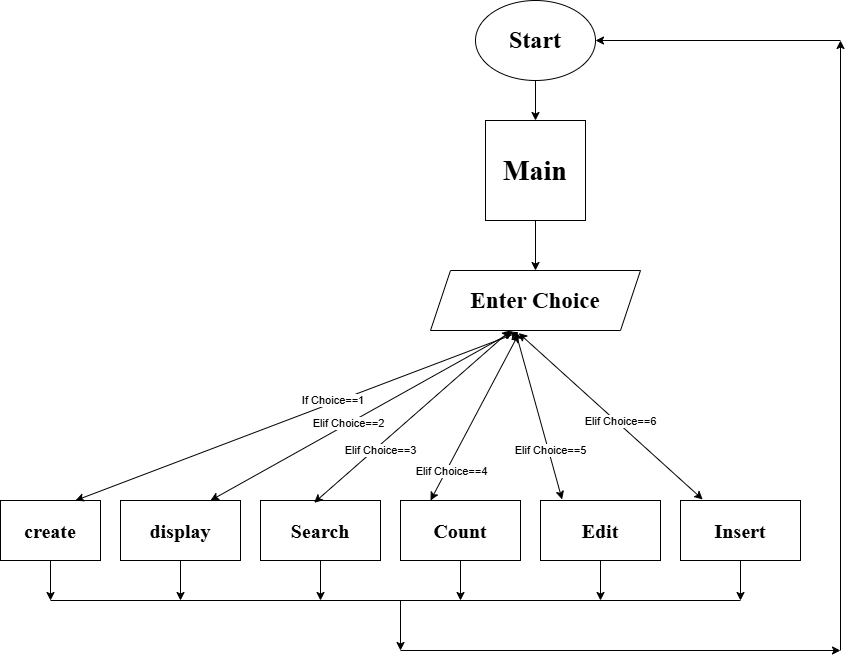 Start
Main
Enter Choice
If Choice==1
Elif Choice==2
Elif Choice==3
Elif Choice==4
Elif Choice==5
Elif Choice==6
create
display
Search
Count
Edit
Insert